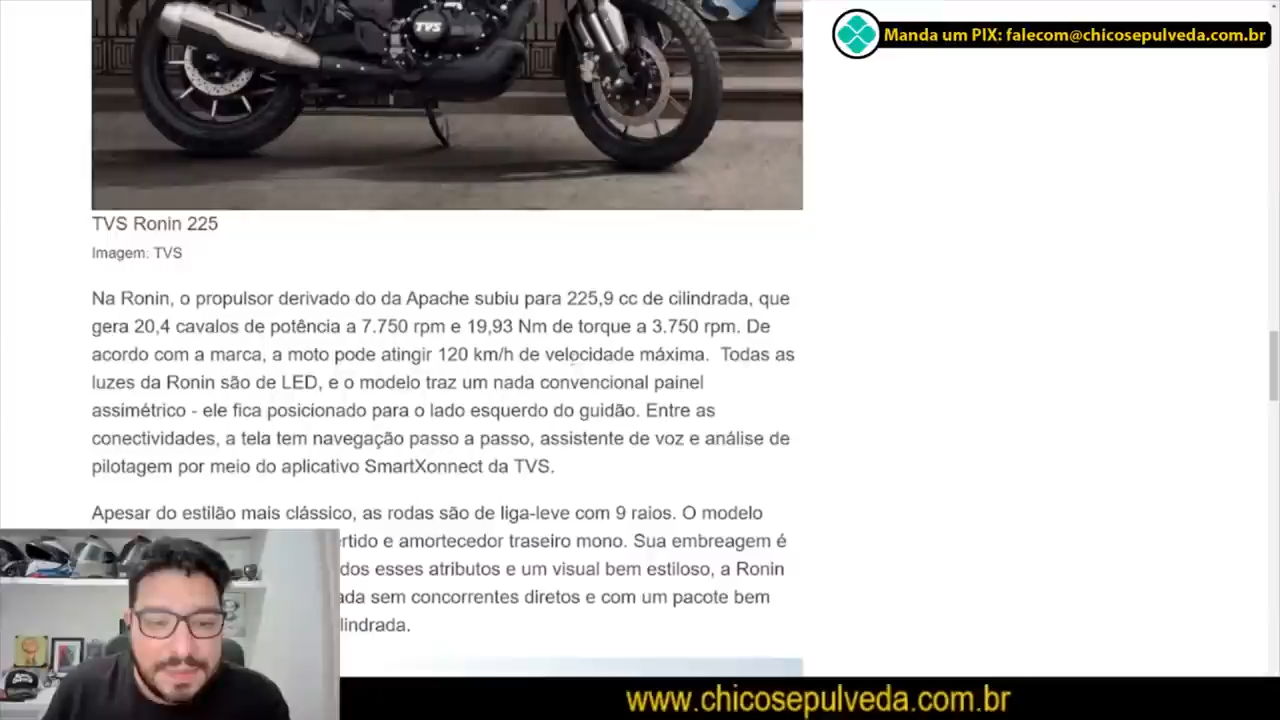 TVS
Manda um PIX: falecom@chicosepulveda.com.br
TVS Ronin 225
Imagem: TVS
Na Ronin, o propulsor derivado do da Apache subiu para 225,9 cc de cilindrada, que
gera 20,4 cavalos de potência a 7.750 rpm e 19,93 Nm de torque a 3.750 rpm. De
acordo com a marca, a moto pode atingir 120 km/h de velocidade máxima. Todas as
luzes da Ronin são de LED, e o modelo traz um nada convencional painel
assimétrico - ele fica posicionado para o lado esquerdo do guidão. Entre as
conectividades, a tela tem navegação passo a passo, assistente de voz e análise de
pilotagem por meio do aplicativo SmartXonnect da TVS.
Apesar do estilão mais clássico, as rodas são de liga-leve com 9 raios. O modelo
rtido e amortecedor traseiro mono. Sua embreagem é
dos esses atributos e um visual bem estiloso, a Ronin
ada sem concorrentes diretos e com um pacote bem
lindrada.
www.chicosepulveda.com.br